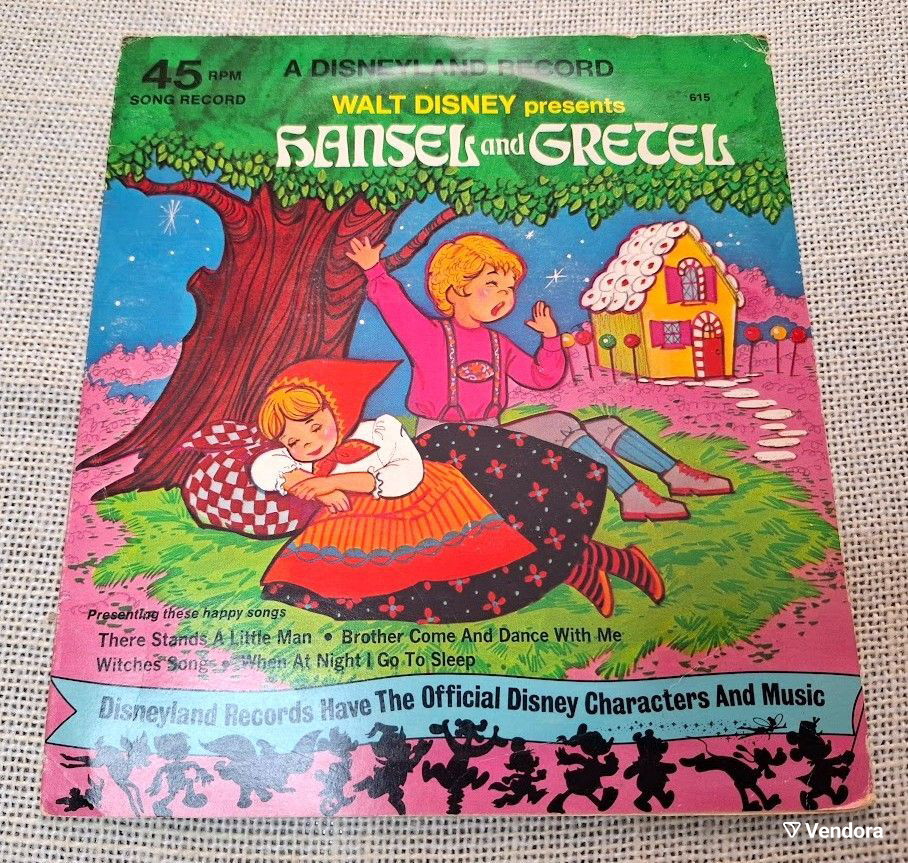 45 RPM
SONG RECORD
A DISNEYLAND RECORD
WALT DISNEY presents
615
HANSEL and GRETEL
Presenting these happy songs
There Stands A Little Man • Brother Come And Dance With Me
Witches Song • When At Night I Go To Sleep
Disneyland Records Have The Official Disney Characters And Music
Vendora